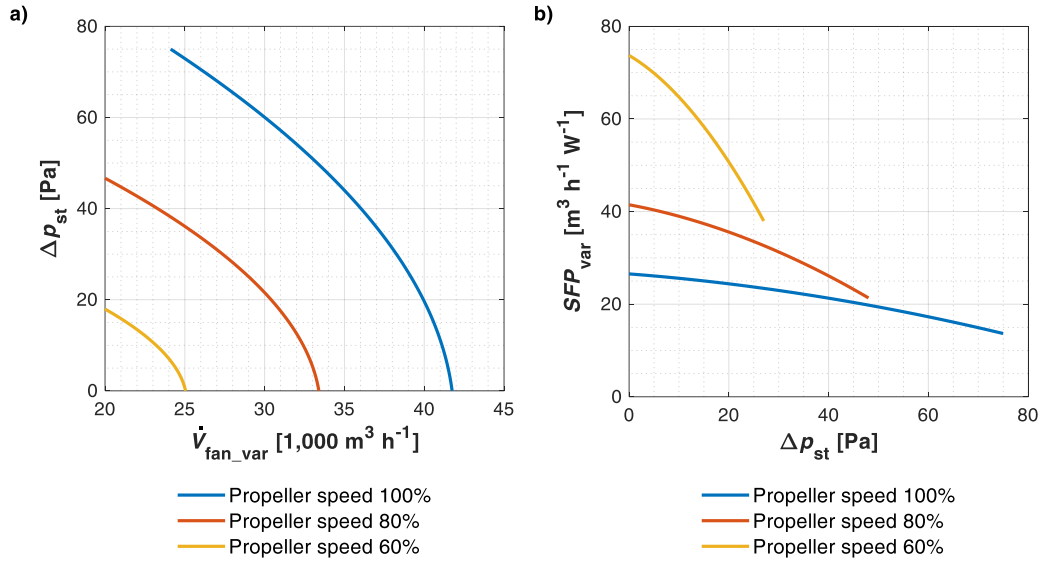 a)
80
60
40
20
0
Δp_st [Pa]
20 25 30 35 40 45
V̇_fan_var [1,000 m³ h⁻¹]
Propeller speed 100%
Propeller speed 80%
Propeller speed 60%
b)
80
60
40
20
0
SFP_var [m³ h⁻¹ W⁻¹]
0 20 40 60 80
Δp_st [Pa]
Propeller speed 100%
Propeller speed 80%
Propeller speed 60%